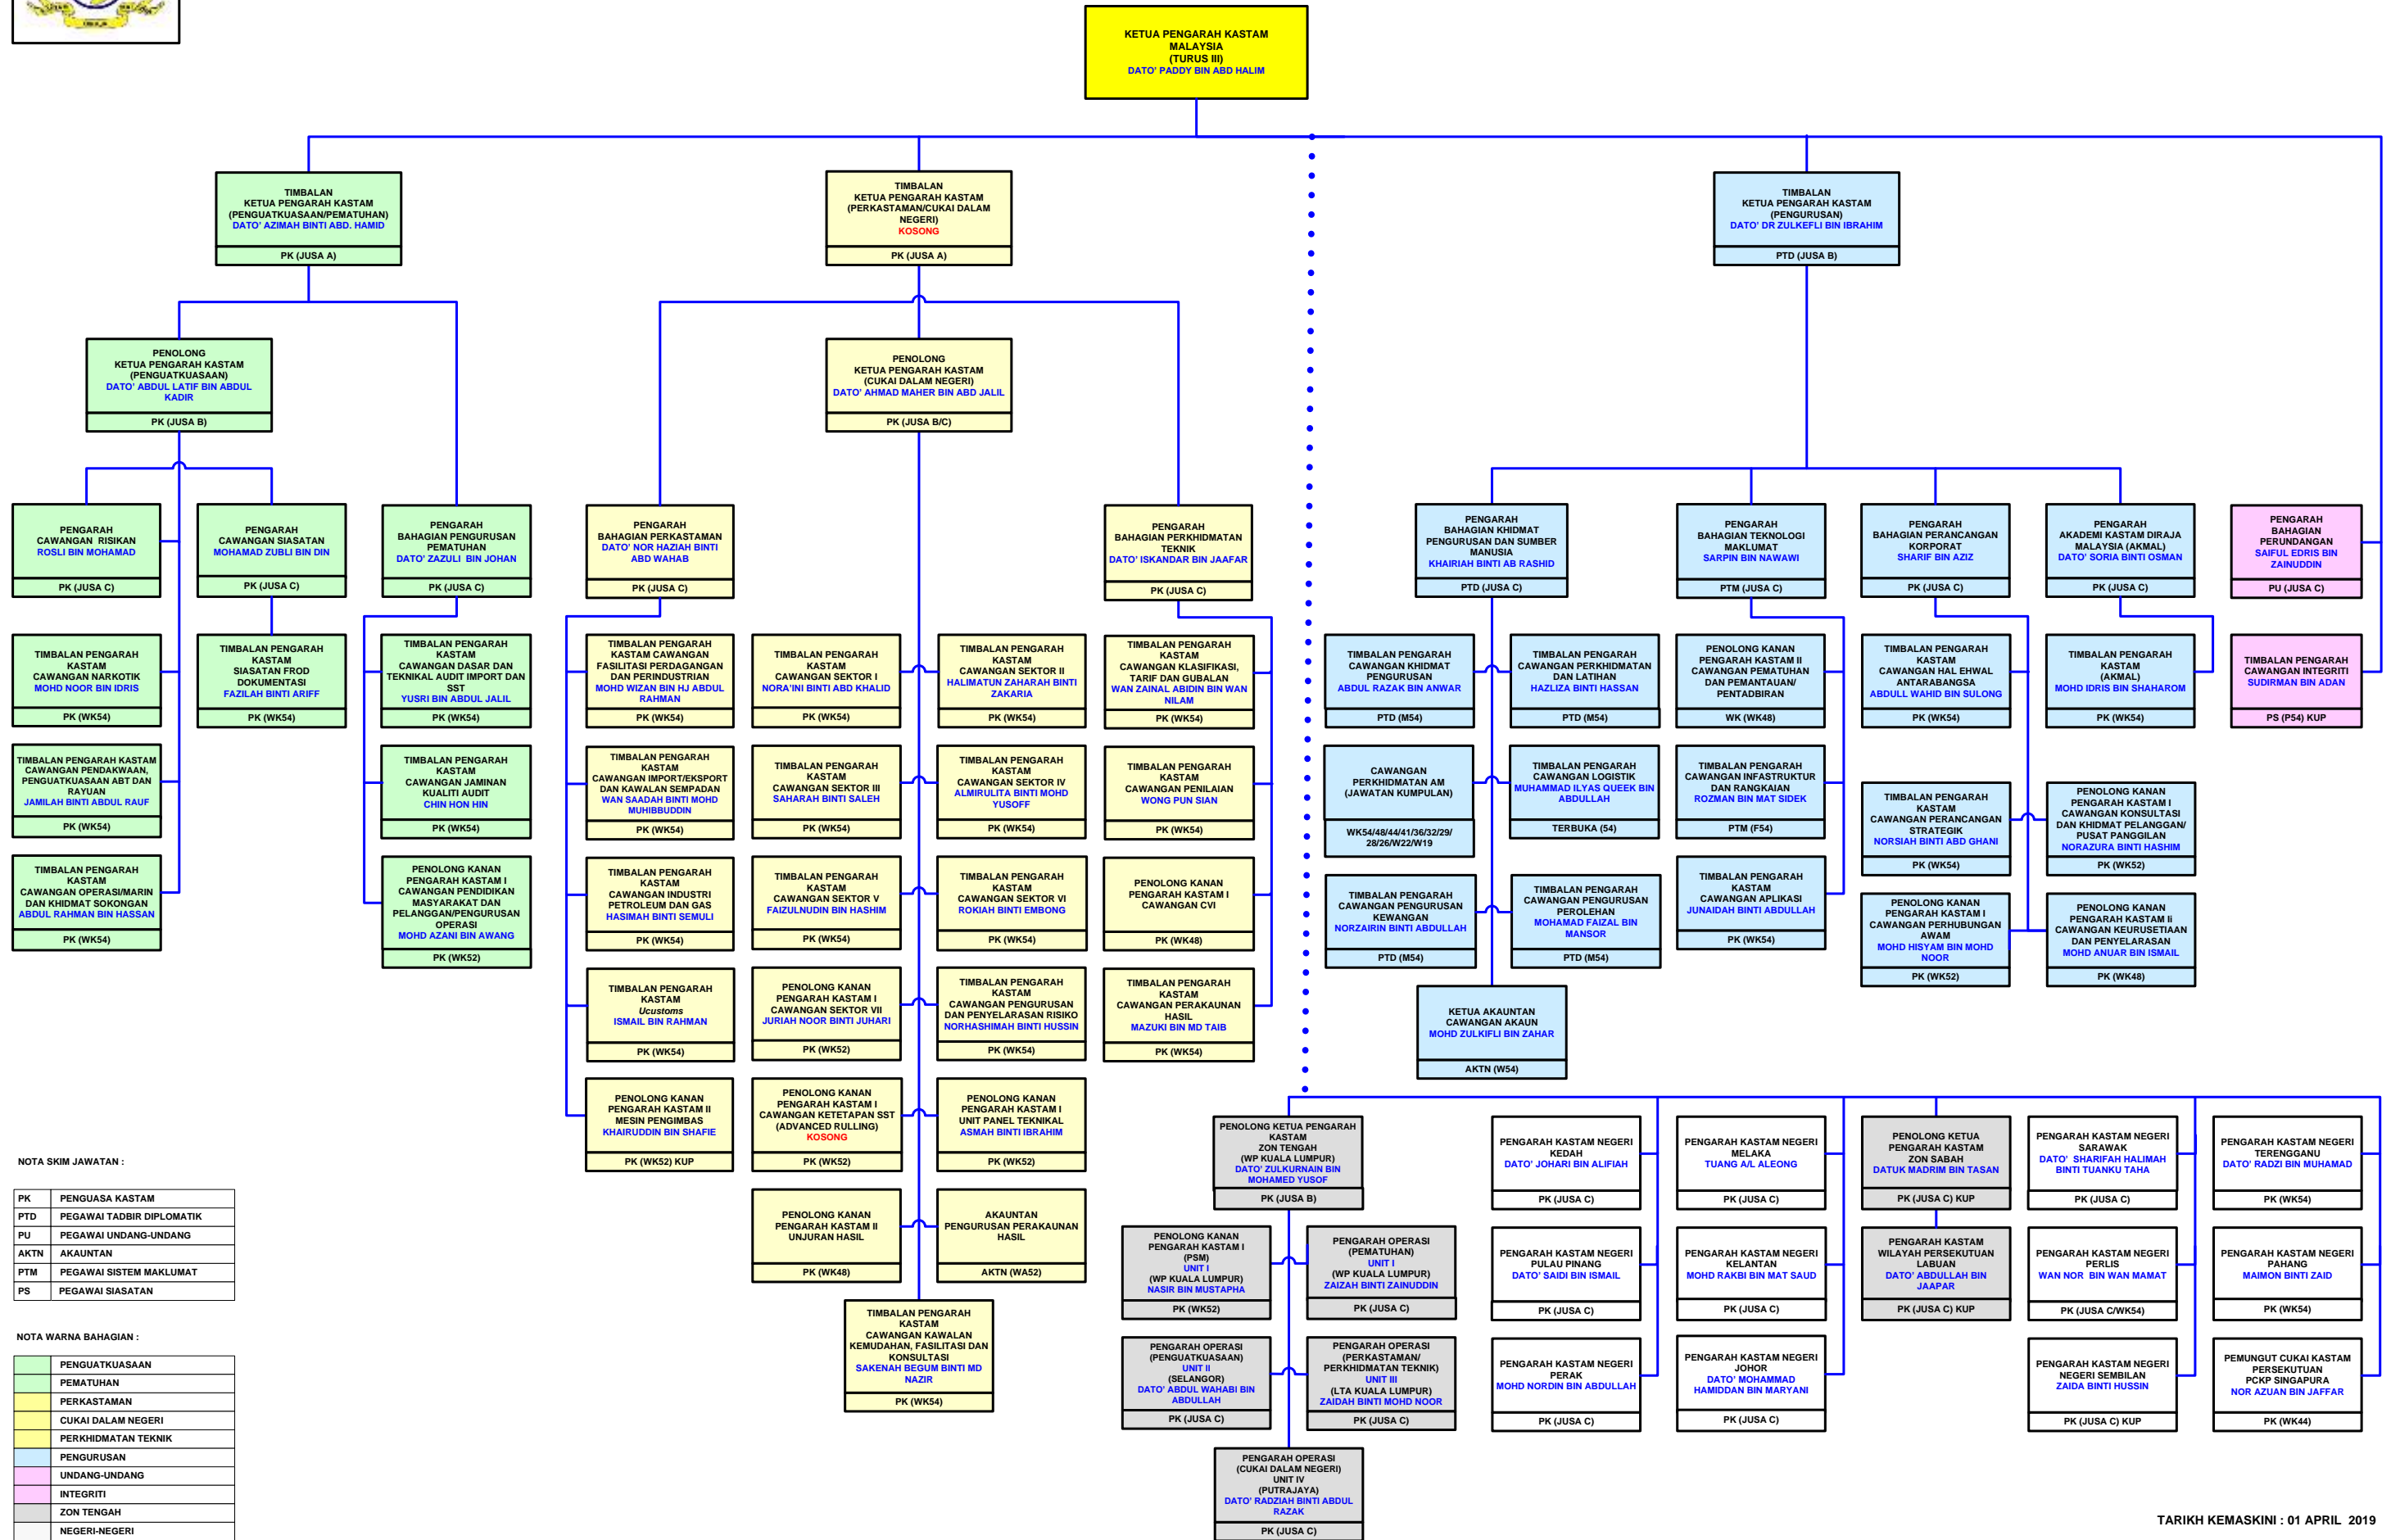 KETUA PENGARAH KASTAM
MALAYSIA
(TURUS III)
DATO' PADDY BIN ABD HALIM
TIMBALAN
KETUA PENGARAH KASTAM
(PENGUATKUASAAN/PEMATUHAN)
DATO' AZIMAH BINTI ABD. HAMID
PK (JUSA A)
TIMBALAN
KETUA PENGARAH KASTAM
(PERKASTAMAN/CUKAI DALAM
NEGERI)
KOSONG
PK (JUSA A)
TIMBALAN
KETUA PENGARAH KASTAM
(PENGURUSAN)
DATO' DR ZULKEFLI BIN IBRAHIM
PTD (JUSA B)
PENOLONG
KETUA PENGARAH KASTAM
(PENGUATKUASAAN)
DATO' ABDUL LATIF BIN ABDUL
KADIR
PK (JUSA B)
PENOLONG
KETUA PENGARAH KASTAM
(CUKAI DALAM NEGERI)
DATO' AHMAD MAHER BIN ABD JALIL
PK (JUSA B/C)
PENGARAH
CAWANGAN RISIKAN
ROSLI BIN MOHAMAD
PK (JUSA C)
PENGARAH
CAWANGAN SIASATAN
MOHAMAD ZUBLI BIN DIN
PK (JUSA C)
PENGARAH
BAHAGIAN PENGURUSAN
PEMATUHAN
DATO' ZAZULI BIN JOHAN
PK (JUSA C)
PENGARAH
BAHAGIAN PERKASTAMAN
DATO' NOR HAZIAH BINTI
ABD WAHAB
PK (JUSA C)
PENGARAH
BAHAGIAN PERKHIDMATAN
TEKNIK
DATO' ISKANDAR BIN JAAFAR
PK (JUSA C)
PENGARAH
BAHAGIAN KHIDMAT
PENGURUSAN DAN SUMBER
MANUSIA
KHAIRIAH BINTI AB RASHID
PTD (JUSA C)
PENGARAH
BAHAGIAN TEKNOLOGI
MAKLUMAT
SARPIN BIN NAWAWI
PTM (JUSA C)
PENGARAH
BAHAGIAN PERANCANGAN
KORPORAT
SHARIF BIN AZIZ
PK (JUSA C)
PENGARAH
AKADEMI KASTAM DIRAJA
MALAYSIA (AKMAL)
DATO' SORIA BINTI OSMAN
PK (JUSA C)
PENGARAH
BAHAGIAN
PERUNDANGAN
SAIFUL EDRIS BIN
ZAINUDDIN
PU (JUSA C)
TIMBALAN PENGARAH
KASTAM
CAWANGAN NARKOTIK
MOHD NOOR BIN IDRIS
PK (WK54)
TIMBALAN PENGARAH
KASTAM
SIASATAN FROD
DOKUMENTASI
FAZILAH BINTI ARIFF
PK (WK54)
TIMBALAN PENGARAH
KASTAM
CAWANGAN DASAR DAN
TEKNIKAL AUDIT IMPORT DAN
SST
YUSRI BIN ABDUL JALIL
PK (WK54)
TIMBALAN PENGARAH
KASTAM CAWANGAN
FASILITASI PERDAGANGAN
DAN PERINDUSTRIAN
MOHD WIZAN BIN HJ ABDUL
RAHMAN
PK (WK54)
TIMBALAN PENGARAH
KASTAM
CAWANGAN SEKTOR I
NORA'INI BINTI ABD KHALID
PK (WK54)
TIMBALAN PENGARAH
KASTAM
CAWANGAN SEKTOR II
HALIMATUN ZAHARAH BINTI
ZAKARIA
PK (WK54)
TIMBALAN PENGARAH
KASTAM
CAWANGAN KLASIFIKASI,
TARIF DAN GUBALAN
WAN ZAINAL ABIDIN BIN WAN
NILAM
PK (WK54)
TIMBALAN PENGARAH
CAWANGAN KHIDMAT
PENGURUSAN
ABDUL RAZAK BIN ANWAR
PTD (M54)
TIMBALAN PENGARAH
CAWANGAN PERKHIDMATAN
DAN LATIHAN
HAZLIZA BINTI HASSAN
PTD (M54)
PENOLONG KANAN
PENGARAH KASTAM II
CAWANGAN PEMATUHAN
DAN PEMANTAUAN/
PENTADBIRAN
WK (WK48)
TIMBALAN PENGARAH
KASTAM
CAWANGAN HAL EHWAL
ANTARABANGSA
ABDULL WAHID BIN SULONG
PK (WK54)
TIMBALAN PENGARAH
KASTAM
(AKMAL)
MOHD IDRIS BIN SHAHAROM
PK (WK54)
TIMBALAN PENGARAH
CAWANGAN INTEGRITI
SUDIRMAN BIN ADAN
PS (P54) KUP
TIMBALAN PENGARAH KASTAM
CAWANGAN PENDAKWAAN,
PENGUATKUASAAN ABT DAN
RAYUAN
JAMILAH BINTI ABDUL RAUF
PK (WK54)
TIMBALAN PENGARAH
KASTAM
CAWANGAN JAMINAN
KUALITI AUDIT
CHIN HON HIN
PK (WK54)
TIMBALAN PENGARAH
KASTAM
CAWANGAN IMPORT/EKSPORT
DAN KAWALAN SEMPADAN
WAN SAADAH BINTI MOHD
MUHIBBUDDIN
PK (WK54)
TIMBALAN PENGARAH
KASTAM
CAWANGAN SEKTOR III
SAHARAH BINTI SALEH
PK (WK54)
TIMBALAN PENGARAH
KASTAM
CAWANGAN SEKTOR IV
ALMIRULITA BINTI MOHD
YUSOFF
PK (WK54)
TIMBALAN PENGARAH
KASTAM
CAWANGAN PENILAIAN
WONG PUN SIAN
PK (WK54)
CAWANGAN
PERKHIDMATAN AM
(JAWATAN KUMPULAN)
WK54/48/44/41/36/32/29/
28/26/W22/W19
TIMBALAN PENGARAH
CAWANGAN LOGISTIK
MUHAMMAD ILYAS QUEEK BIN
ABDULLAH
TERBUKA (54)
TIMBALAN PENGARAH
CAWANGAN INFASTRUKTUR
DAN RANGKAIAN
ROZMAN BIN MAT SIDEK
PTM (F54)
TIMBALAN PENGARAH
KASTAM
CAWANGAN PERANCANGAN
STRATEGIK
NORSIAH BINTI ABD GHANI
PK (WK54)
PENOLONG KANAN
PENGARAH KASTAM I
CAWANGAN KONSULTASI
DAN KHIDMAT PELANGGAN/
PUSAT PANGGILAN
NORAZURA BINTI HASHIM
PK (WK52)
TIMBALAN PENGARAH
KASTAM
CAWANGAN OPERASI/MARIN
DAN KHIDMAT SOKONGAN
ABDUL RAHMAN BIN HASSAN
PK (WK54)
PENOLONG KANAN
PENGARAH KASTAM I
CAWANGAN PENDIDIKAN
MASYARAKAT DAN
PELANGGAN/PENGURUSAN
OPERASI
MOHD AZANI BIN AWANG
PK (WK52)
TIMBALAN PENGARAH
KASTAM
CAWANGAN INDUSTRI
PETROLEUM DAN GAS
HASIMAH BINTI SEMULI
PK (WK54)
TIMBALAN PENGARAH
KASTAM
CAWANGAN SEKTOR V
FAIZULNUDIN BIN HASHIM
PK (WK54)
TIMBALAN PENGARAH
KASTAM
CAWANGAN SEKTOR VI
ROKIAH BINTI EMBONG
PK (WK54)
PENOLONG KANAN
PENGARAH KASTAM I
CAWANGAN CVI
PK (WK48)
TIMBALAN PENGARAH
CAWANGAN PENGURUSAN
KEWANGAN
NORZAIRIN BINTI ABDULLAH
PTD (M54)
TIMBALAN PENGARAH
CAWANGAN PENGURUSAN
PEROLEHAN
MOHAMAD FAIZAL BIN
MANSOR
PTD (M54)
TIMBALAN PENGARAH
KASTAM
CAWANGAN APLIKASI
JUNAIDAH BINTI ABDULLAH
PK (WK54)
PENOLONG KANAN
PENGARAH KASTAM I
CAWANGAN PERHUBUNGAN
AWAM
MOHD HISYAM BIN MOHD
NOOR
PK (WK52)
PENOLONG KANAN
PENGARAH KASTAM Ii
CAWANGAN KEURUSETIAAN
DAN PENYELARASAN
MOHD ANUAR BIN ISMAIL
PK (WK48)
TIMBALAN PENGARAH
KASTAM
Ucustoms
ISMAIL BIN RAHMAN
PK (WK54)
PENOLONG KANAN
PENGARAH KASTAM I
CAWANGAN SEKTOR VII
JURIAH NOOR BINTI JUHARI
PK (WK52)
TIMBALAN PENGARAH
KASTAM
CAWANGAN PENGURUSAN
DAN PENYELARASAN RISIKO
NORHASHIMAH BINTI HUSSIN
PK (WK54)
TIMBALAN PENGARAH
KASTAM
CAWANGAN PERAKAUNAN
HASIL
MAZUKI BIN MD TAIB
PK (WK54)
KETUA AKAUNTAN
CAWANGAN AKAUN
MOHD ZULKIFLI BIN ZAHAR
AKTN (W54)
PENOLONG KANAN
PENGARAH KASTAM II
MESIN PENGIMBAS
KHAIRUDDIN BIN SHAFIE
PK (WK52) KUP
PENOLONG KANAN
PENGARAH KASTAM I
CAWANGAN KETETAPAN SST
(ADVANCED RULLING)
KOSONG
PK (WK52)
PENOLONG KANAN
PENGARAH KASTAM I
UNIT PANEL TEKNIKAL
ASMAH BINTI IBRAHIM
PK (WK52)
PENOLONG KETUA PENGARAH
KASTAM
ZON TENGAH
(WP KUALA LUMPUR)
DATO' ZULKURNAIN BIN
MOHAMED YUSOF
PK (JUSA B)
PENGARAH KASTAM NEGERI
KEDAH
DATO' JOHARI BIN ALIFIAH
PK (JUSA C)
PENGARAH KASTAM NEGERI
MELAKA
TUANG A/L ALEONG
PK (JUSA C)
PENOLONG KETUA
PENGARAH KASTAM
ZON SABAH
DATUK MADRIM BIN TASAN
PK (JUSA C) KUP
PENGARAH KASTAM NEGERI
SARAWAK
DATO' SHARIFAH HALIMAH
BINTI TUANKU TAHA
PK (JUSA C)
PENGARAH KASTAM NEGERI
TERENGGANU
DATO' RADZI BIN MUHAMAD
PK (WK54)
PENOLONG KANAN
PENGARAH KASTAM II
UNJURAN HASIL
PK (WK48)
AKAUNTAN
PENGURUSAN PERAKAUNAN
HASIL
AKTN (WA52)
PENOLONG KANAN
PENGARAH KASTAM I
(PSM)
UNIT I
(WP KUALA LUMPUR)
NASIR BIN MUSTAPHA
PK (WK52)
PENGARAH OPERASI
(PEMATUHAN)
UNIT I
(WP KUALA LUMPUR)
ZAIZAH BINTI ZAINUDDIN
PK (JUSA C)
PENGARAH KASTAM NEGERI
PULAU PINANG
DATO' SAIDI BIN ISMAIL
PK (JUSA C)
PENGARAH KASTAM NEGERI
KELANTAN
MOHD RAKBI BIN MAT SAUD
PK (JUSA C)
PENGARAH KASTAM
WILAYAH PERSEKUTUAN
LABUAN
DATO' ABDULLAH BIN
JAAPAR
PK (JUSA C) KUP
PENGARAH KASTAM NEGERI
PERLIS
WAN NOR BIN WAN MAMAT
PK (JUSA C/WK54)
PENGARAH KASTAM NEGERI
PAHANG
MAIMON BINTI ZAID
PK (WK54)
TIMBALAN PENGARAH
KASTAM
CAWANGAN KAWALAN
KEMUDAHAN, FASILITASI DAN
KONSULTASI
SAKENAH BEGUM BINTI MD
NAZIR
PK (WK54)
PENGARAH OPERASI
(PENGUATKUASAAN)
UNIT II
(SELANGOR)
DATO' ABDUL WAHABI BIN
ABDULLAH
PK (JUSA C)
PENGARAH OPERASI
(PERKASTAMAN/
PERKHIDMATAN TEKNIK)
UNIT III
(LTA KUALA LUMPUR)
ZAIDAH BINTI MOHD NOOR
PK (JUSA C)
PENGARAH KASTAM NEGERI
PERAK
MOHD NORDIN BIN ABDULLAH
PK (JUSA C)
PENGARAH KASTAM NEGERI
JOHOR
DATO' MOHAMMAD
HAMIDDAN BIN MARYANI
PK (JUSA C)
PENGARAH KASTAM NEGERI
NEGERI SEMBILAN
ZAIDA BINTI HUSSIN
PK (JUSA C) KUP
PEMUNGUT CUKAI KASTAM
PERSEKUTUAN
PCKP SINGAPURA
NOR AZUAN BIN JAFFAR
PK (WK44)
PENGARAH OPERASI
(CUKAI DALAM NEGERI)
UNIT IV
(PUTRAJAYA)
DATO' RADZIAH BINTI ABDUL
RAZAK
PK (JUSA C)
NOTA SKIM JAWATAN :
PK PENGUASA KASTAM
PTD PEGAWAI TADBIR DIPLOMATIK
PU PEGAWAI UNDANG-UNDANG
AKTN AKAUNTAN
PTM PEGAWAI SISTEM MAKLUMAT
PS PEGAWAI SIASATAN
NOTA WARNA BAHAGIAN :
PENGUATKUASAAN
PEMATUHAN
PERKASTAMAN
CUKAI DALAM NEGERI
PERKHIDMATAN TEKNIK
PENGURUSAN
UNDANG-UNDANG
INTEGRITI
ZON TENGAH
NEGERI-NEGERI
TARIKH KEMASKINI : 01 APRIL 2019